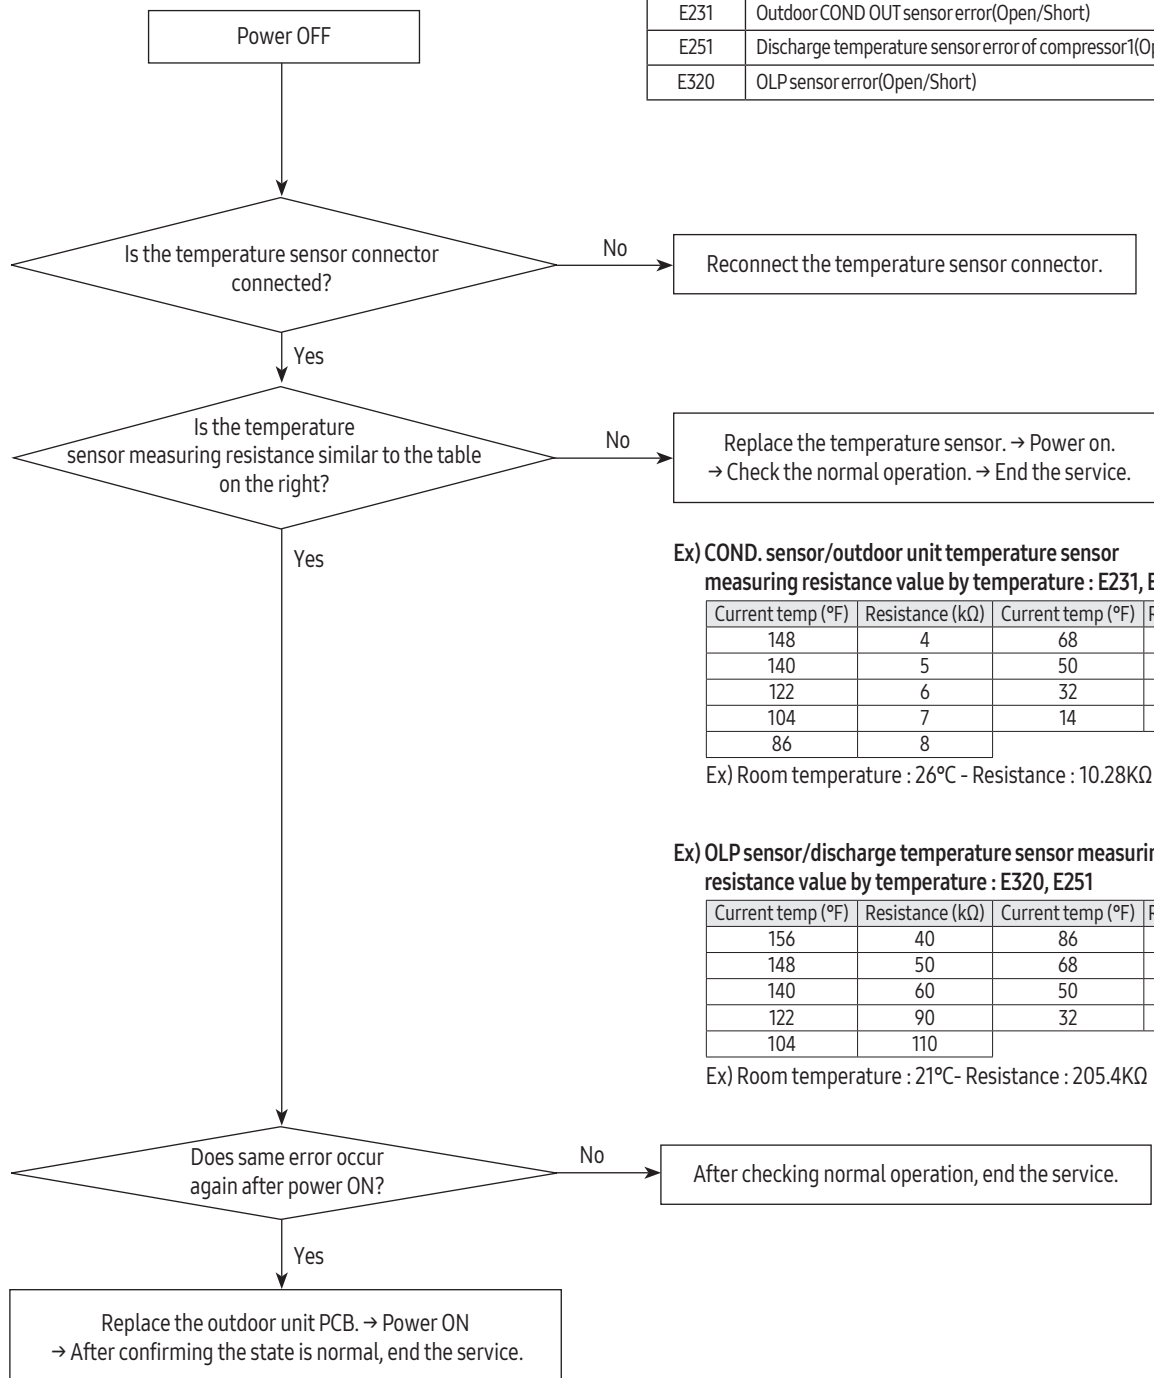 Power OFF
E231 Outdoor COND OUT sensor error(Open/Short)
E251 Discharge temperature sensor error of compressor1(O
E320 OLP sensor error(Open/Short)
Is the temperature sensor connector
connected?
No
Reconnect the temperature sensor connector.
Yes
Is the temperature
sensor measuring resistance similar to the table
on the right?
No
Replace the temperature sensor. → Power on.
→ Check the normal operation. → End the service.
Yes
Ex) COND. sensor/outdoor unit temperature sensor
measuring resistance value by temperature : E231, E
Current temp (°F) Resistance (kΩ) Current temp (°F)
148 4 68
140 5 50
122 6 32
104 7 14
86 8
Ex) Room temperature : 26°C - Resistance : 10.28KΩ
Ex) OLP sensor/discharge temperature sensor measurin
resistance value by temperature : E320, E251
Current temp (°F) Resistance (kΩ) Current temp (°F)
156 40 86
148 50 68
140 60 50
122 90 32
104 110
Ex) Room temperature : 21°C- Resistance : 205.4KΩ
Does same error occur
again after power ON?
No
After checking normal operation, end the service.
Yes
Replace the outdoor unit PCB. → Power ON
→ After confirming the state is normal, end the service.